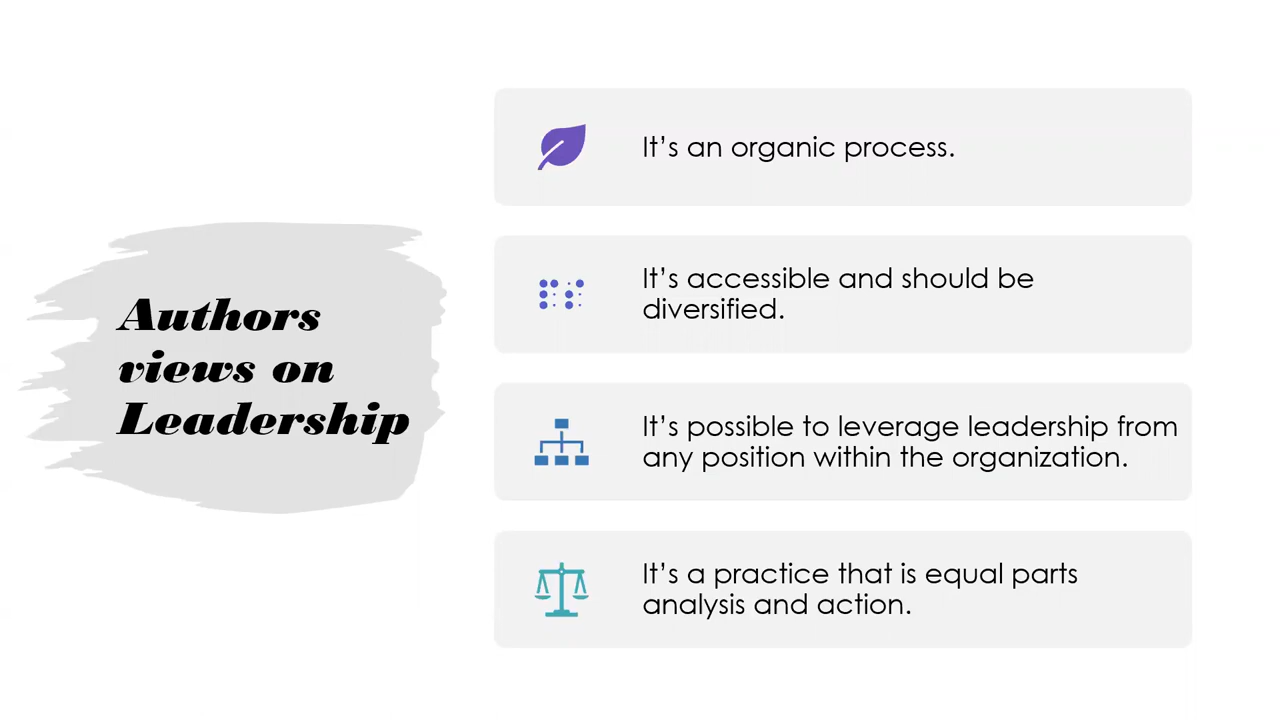 Authors
views on
Leadership
It’s an organic process.
It’s accessible and should be
diversified.
It’s possible to leverage leadership from
any position within the organization.
It’s a practice that is equal parts
analysis and action.